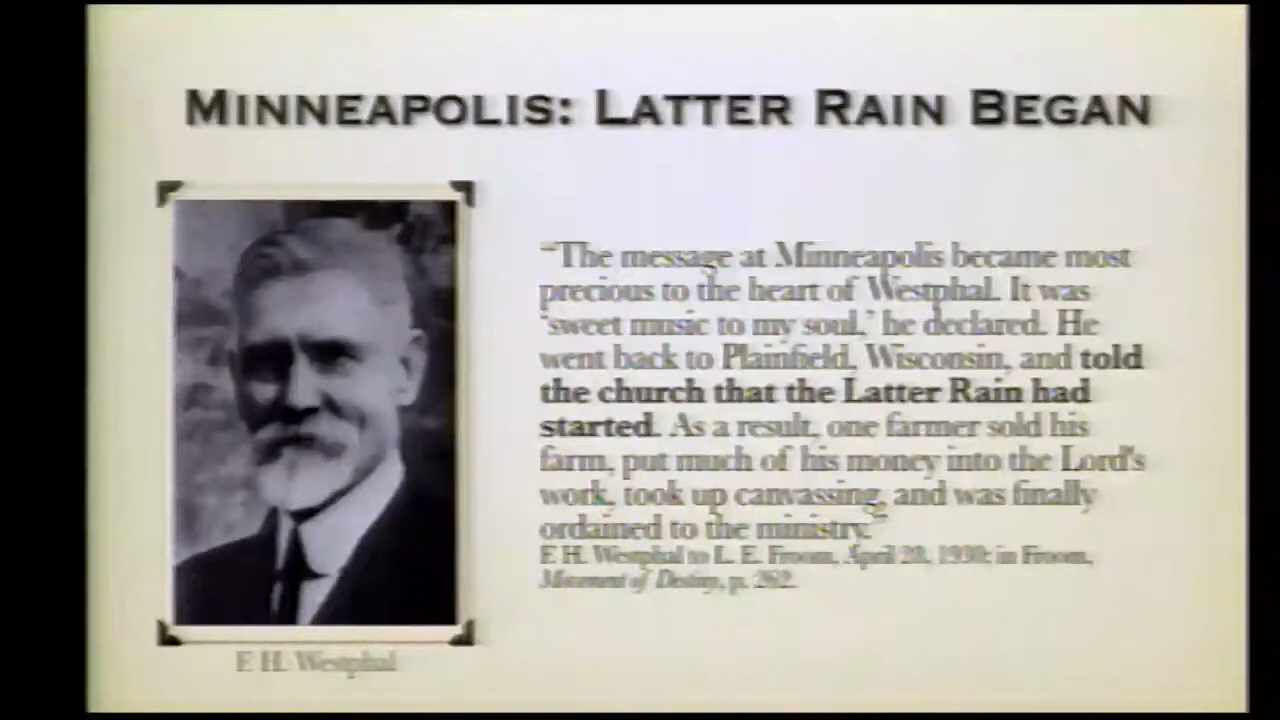 MINNEAPOLIS: LATTER RAIN BEGAN
"The message at Minneapolis became most
precious to the heart of Westphal. It was
'sweet music to my soul,' he declared. He
went back to Plainfield, Wisconsin, and told
the church that the Latter Rain had
started. As a result, one farmer sold his
farm, put much of his money into the Lord's
work, took up canvassing, and was finally
ordained to the ministry."
F. H. Westphal to L. E. Froom, April 28, 1930; in Froom,
Movement of Destiny, p. 262.
F. H. Westphal